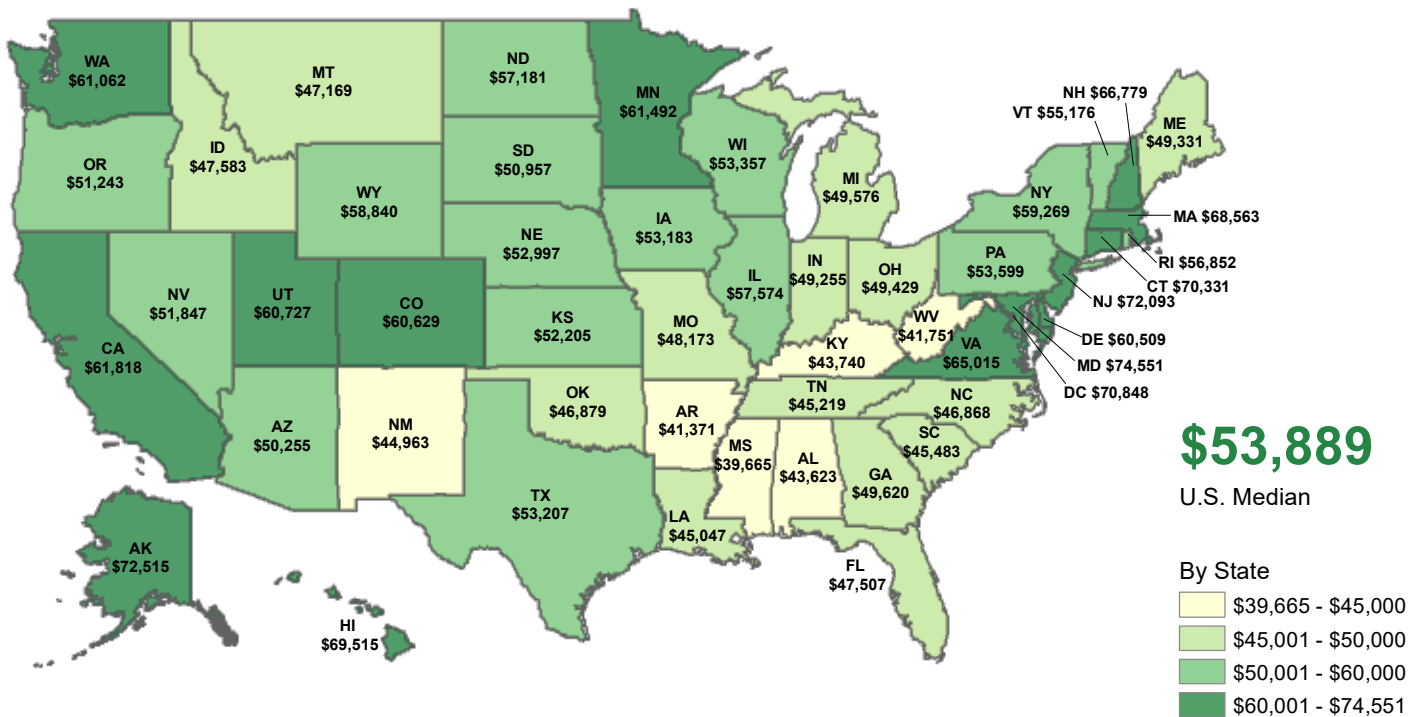 WA
$61,062
MT
$47,169
ND
$57,181
MN
$61,492
NH $66,779
VT $55,176
ME
$49,331
OR
$51,243
ID
$47,583
SD
$50,957
WI
$53,357
MI
$49,576
WY
$58,840
NY
$59,269
MA $68,563
IA
$53,183
NE
$52,997
PA
$53,599
RI $56,852
CT $70,331
NJ $72,093
NV
$51,847
UT
$60,727
CO
$60,629
IL
$57,574
IN
$49,255
OH
$49,429
KS
$52,205
MO
$48,173
WV
$41,751
DE $60,509
MD $74,551
DC $70,848
CA
$61,818
KY
$43,740
VA
$65,015
TN
$45,219
NC
$46,868
OK
$46,879
AR
$41,371
AZ
$50,255
NM
$44,963
SC
$45,483
MS
$39,665
AL
$43,623
GA
$49,620
TX
$53,207
LA
$45,047
FL
$47,507
AK
$72,515
HI
$69,515
$53,889
U.S. Median
By State
$39,665 - $45,000
$45,001 - $50,000
$50,001 - $60,000
$60,001 - $74,551